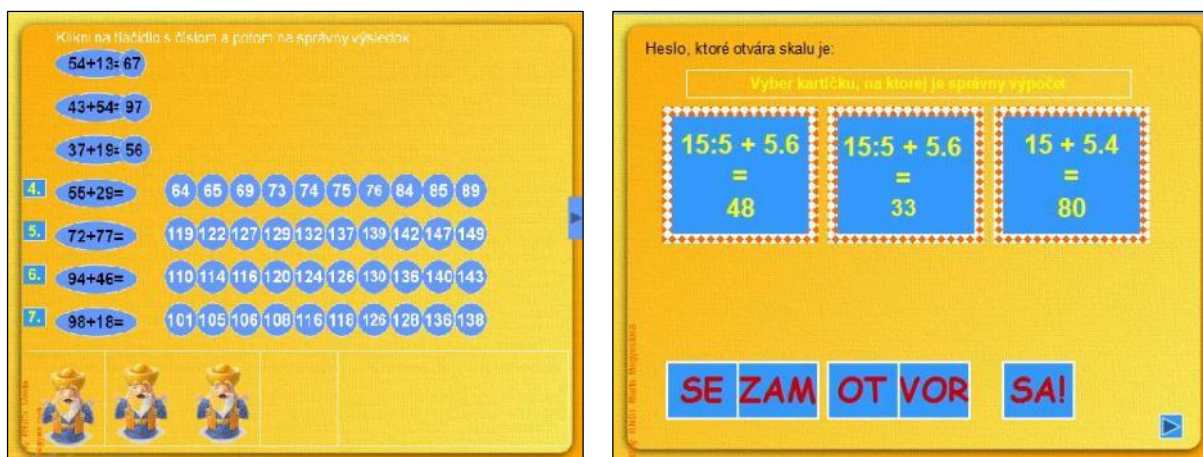 Klikni na tlačidlo s číslom a potom na správny výsledok
54+13= 67
43+54= 97
37+19= 56
4. 55+29= 64 65 69 73 74 75 76 84 85 89
5. 72+77= 119 122 127 129 132 137 139 142 147 149
6. 94+46= 110 114 116 120 124 126 130 136 140 143
7. 98+18= 101 105 106 108 116 118 126 128 136 138
Heslo, ktoré otvára skalu je:
Vyber kartičku, na ktorej je správny výpočet
15:5 + 5.6
=
48
15:5 + 5.6
=
33
15 + 5.4
=
80
SE ZAM OT VOR SA!